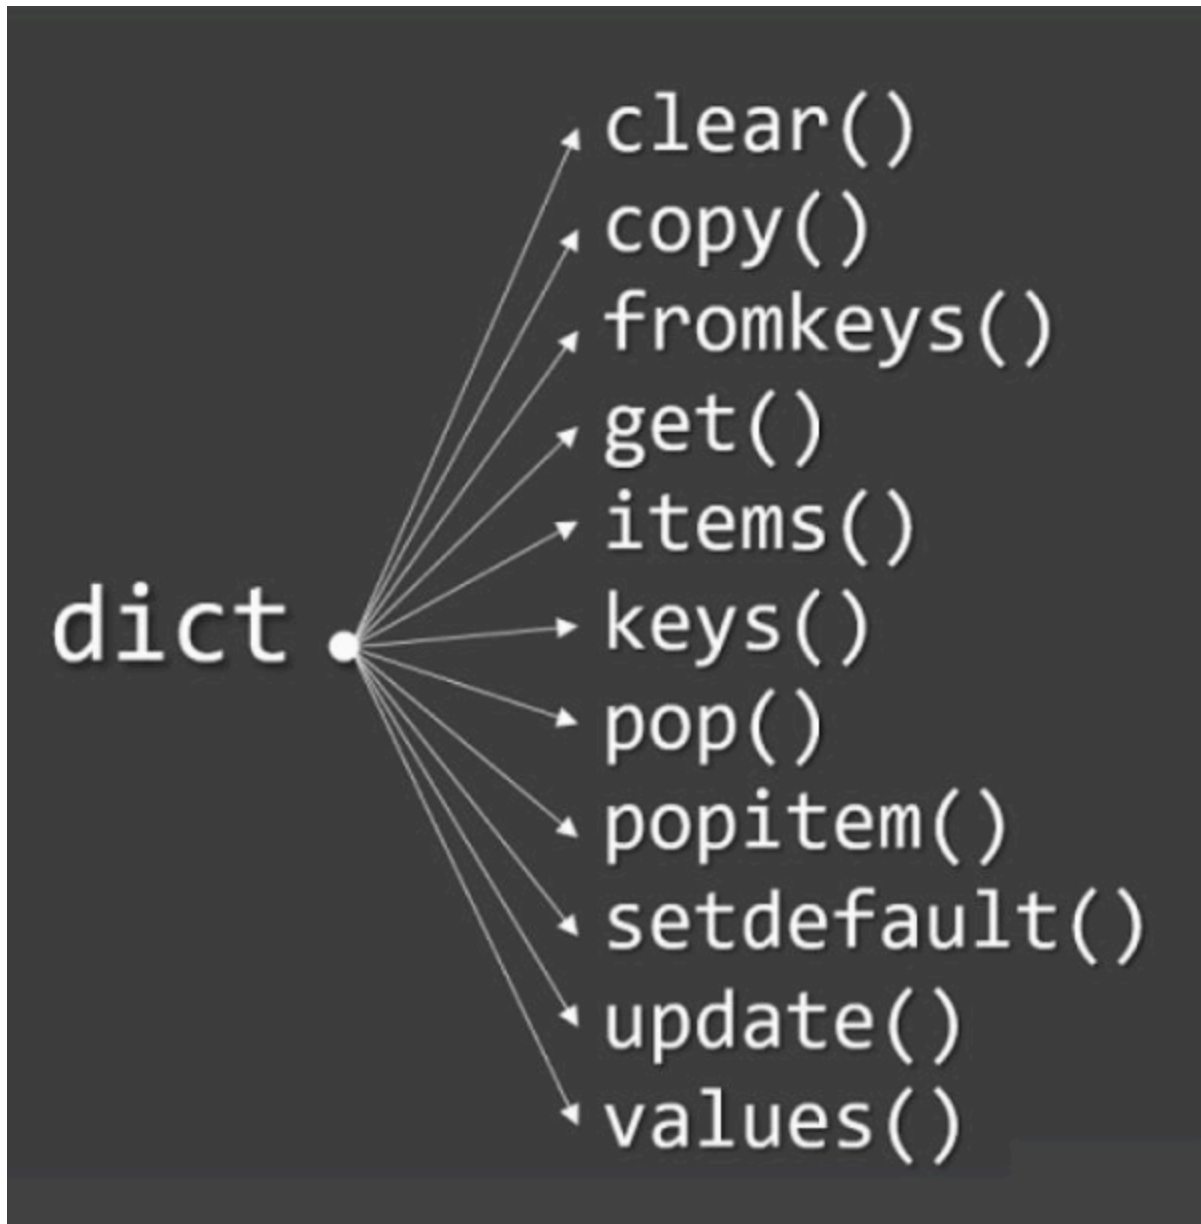 clear()
copy()
fromkeys()
get()
items()
dict
keys()
pop()
popitem()
setdefault()
update()
values()